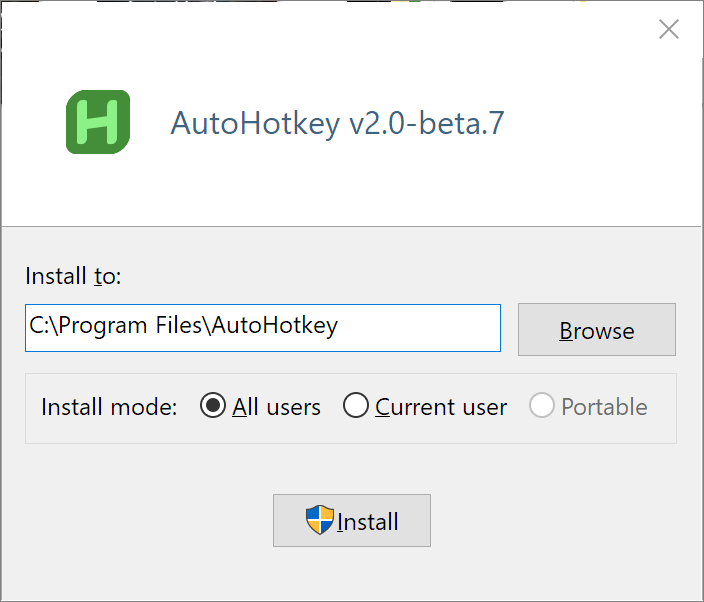 AutoHotkey v2.0-beta.7
Install to:
C:\Program Files\AutoHotkey
Browse
Install mode: All users Current user Portable
Install